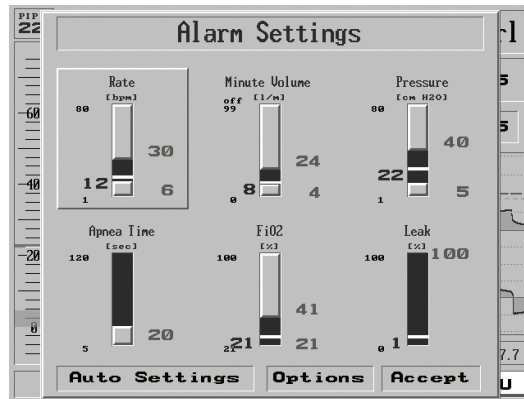 PIP
22
Alarm Settings
Rate
[bpm]
80
30
12
6
1
Minute Volume
[l/m]
off
99
24
8
4
0
Pressure
[cm H2O]
80
40
22
5
1
60
40
20
0
Apnea Time
[sec]
120
20
5
FiO2
[%]
100
41
21
21
21
Leak
[%]
100
100
1
0
5
5
7.7
Auto Settings
Options
Accept
U